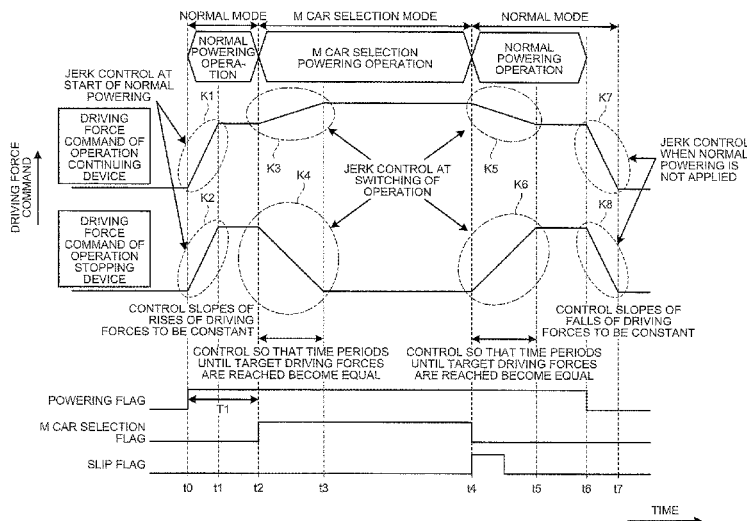 NORMAL MODE
M CAR SELECTION MODE
NORMAL MODE
NORMAL
POWERING
OPERA-
TION
M CAR SELECTION
POWERING OPERATION
NORMAL
POWERING
OPERATION
JERK CONTROL AT
START OF NORMAL
POWERING
K1
K7
DRIVING
FORCE
COMMAND OF
OPERATION
CONTINUING
DEVICE
K3
JERK CONTROL AT
SWITCHING OF
OPERATION
K5
JERK CONTROL
WHEN NORMAL
POWERING IS
NOT APPLIED
DRIVING FORCE
COMMAND
K2
K4
K6
K8
DRIVING
FORCE
COMMAND OF
OPERATION
STOPPING
DEVICE
CONTROL SLOPES OF
RISES OF DRIVING
FORCES TO BE CONSTANT
CONTROL SLOPES OF
FALLS OF DRIVING
FORCES TO BE CONSTANT
CONTROL SO THAT TIME PERIODS
UNTIL TARGET DRIVING FORCES
ARE REACHED BECOME EQUAL
CONTROL SO THAT TIME PERIODS
UNTIL TARGET DRIVING FORCES
ARE REACHED BECOME EQUAL
POWERING FLAG
T1
M CAR SELECTION
FLAG
SLIP FLAG
t0 t1 t2 t3 t4 t5 t6 t7
TIME